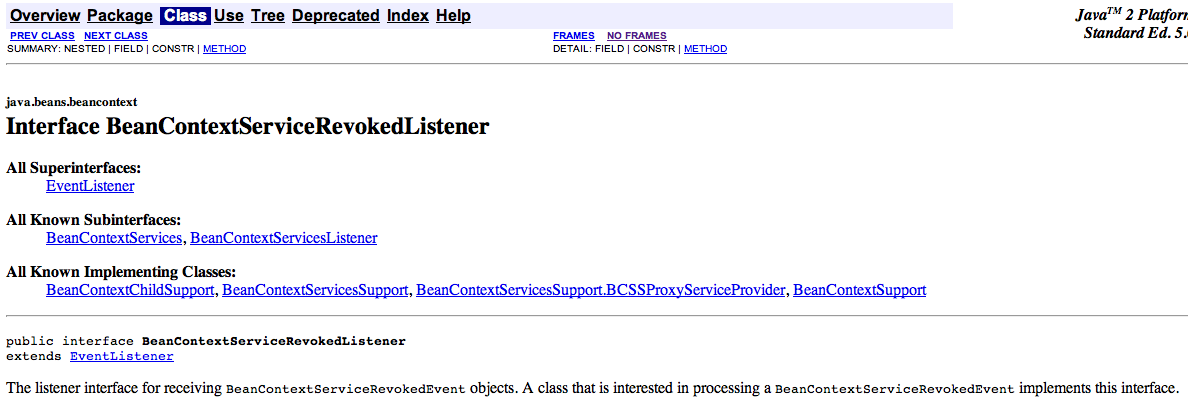 Overview Package Class Use Tree Deprecated Index Help
Java™ 2 Platform
Standard Ed. 5.
PREV CLASS NEXT CLASS
FRAMES NO FRAMES
SUMMARY: NESTED | FIELD | CONSTR | METHOD
DETAIL: FIELD | CONSTR | METHOD
java.beans.beancontext
Interface BeanContextServiceRevokedListener
All Superinterfaces:
EventListener
All Known Subinterfaces:
BeanContextServices, BeanContextServicesListener
All Known Implementing Classes:
BeanContextChildSupport, BeanContextServicesSupport, BeanContextServicesSupport.BCSSProxyServiceProvider, BeanContextSupport
public interface BeanContextServiceRevokedListener
extends EventListener
The listener interface for receiving BeanContextServiceRevokedEvent objects. A class that is interested in processing a BeanContextServiceRevokedEvent implements this interface.